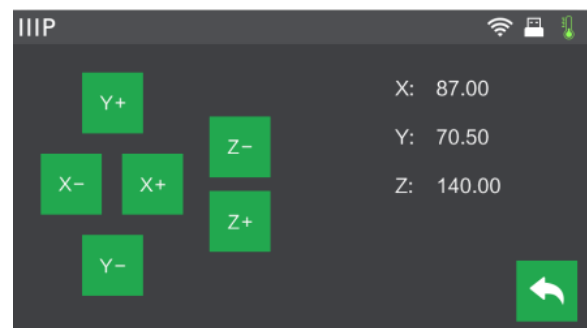 IIIP
Y+
X-
X+
Y-
Z-
Z+
X: 87.00
Y: 70.50
Z: 140.00